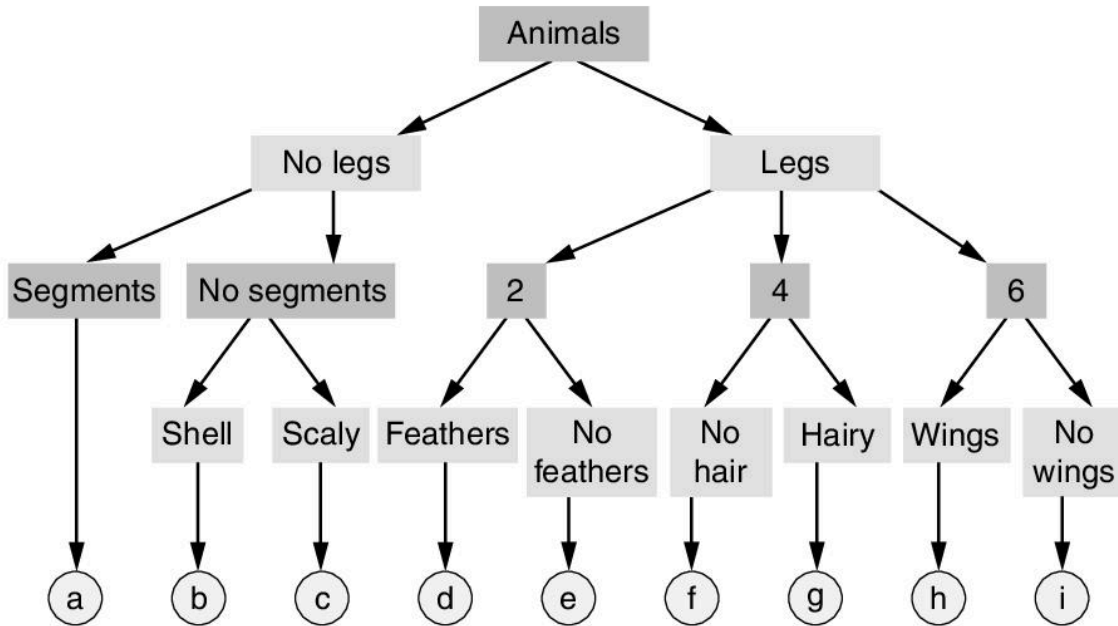 Animals
No legs
Legs
Segments
No segments
2
4
6
Shell
Scaly
Feathers
No
feathers
No
hair
Hairy
Wings
No
wings
a
b
c
d
e
f
g
h
i